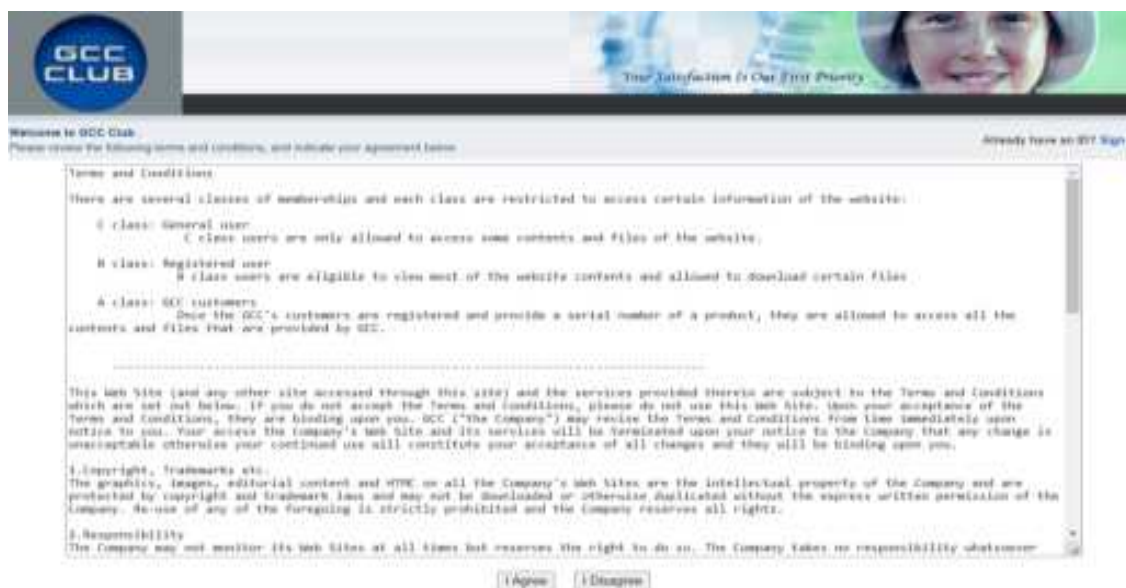 GCC
CLUB
Your Satisfaction Is Our First Priority
Welcome to GCC Club
Please review the following terms and conditions, and indicate your agreement below
Already have an ID? Sign
Terms and Conditions
There are several classes of memberships and each class are restricted to access certain information of the website:
C class: General user
C class users are only allowed to access some contents and files of the website.
B class: Registered user
B class users are eligible to view most of the website contents and allowed to download certain files
A class: GCC customers
Once the GCC's customers are registered and provide a serial number of a product, they are allowed to access all the
contents and files that are provided by GCC.
This Web Site (and any other site accessed through this site) and the services provided therein are subject to the Terms and Conditions
which are set out below. If you do not accept the Terms and Conditions, please do not use this Web Site. Upon your acceptance of the
Terms and Conditions, they are binding upon you. GCC ("The Company") may revise the Terms and Conditions from time immediately upon
notice to you. Your access the Company's Web Site and its services will be terminated upon your notice to the Company that any change is
unacceptable otherwise your continued use will constitute your acceptance of all changes and they will be binding upon you.
1.Copyright, Trademarks etc.
The graphics, images, editorial content and HTML on all the Company's Web Sites are the intellectual property of the Company and are
protected by copyright and trademark laws and may not be downloaded or otherwise duplicated without the express written permission of the
Company. Re-use of any of the foregoing is strictly prohibited and the Company reserves all rights.
2.Responsibility
The Company may not monitor its Web Sites at all times but reserves the right to do so. The Company takes no responsibility whatsoever
I Agree
I Disagree